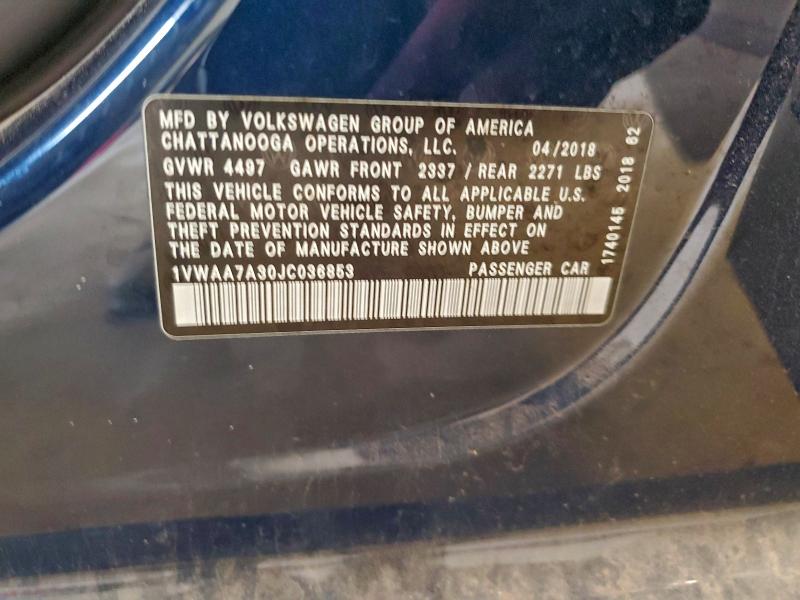 MFD BY VOLKSWAGEN GROUP OF AMERICA
CHATTANOOGA OPERATIONS, LLC. 04/2018
GVWR 4497 GAWR FRONT 2337 / REAR 2271 LBS
THIS VEHICLE CONFORMS TO ALL APPLICABLE U.S.
FEDERAL MOTOR VEHICLE SAFETY, BUMPER AND
THEFT PREVENTION STANDARDS IN EFFECT ON
THE DATE OF MANUFACTURE SHOWN ABOVE
1VWAA7A30JC036853 PASSENGER CAR
1740145 2018 62